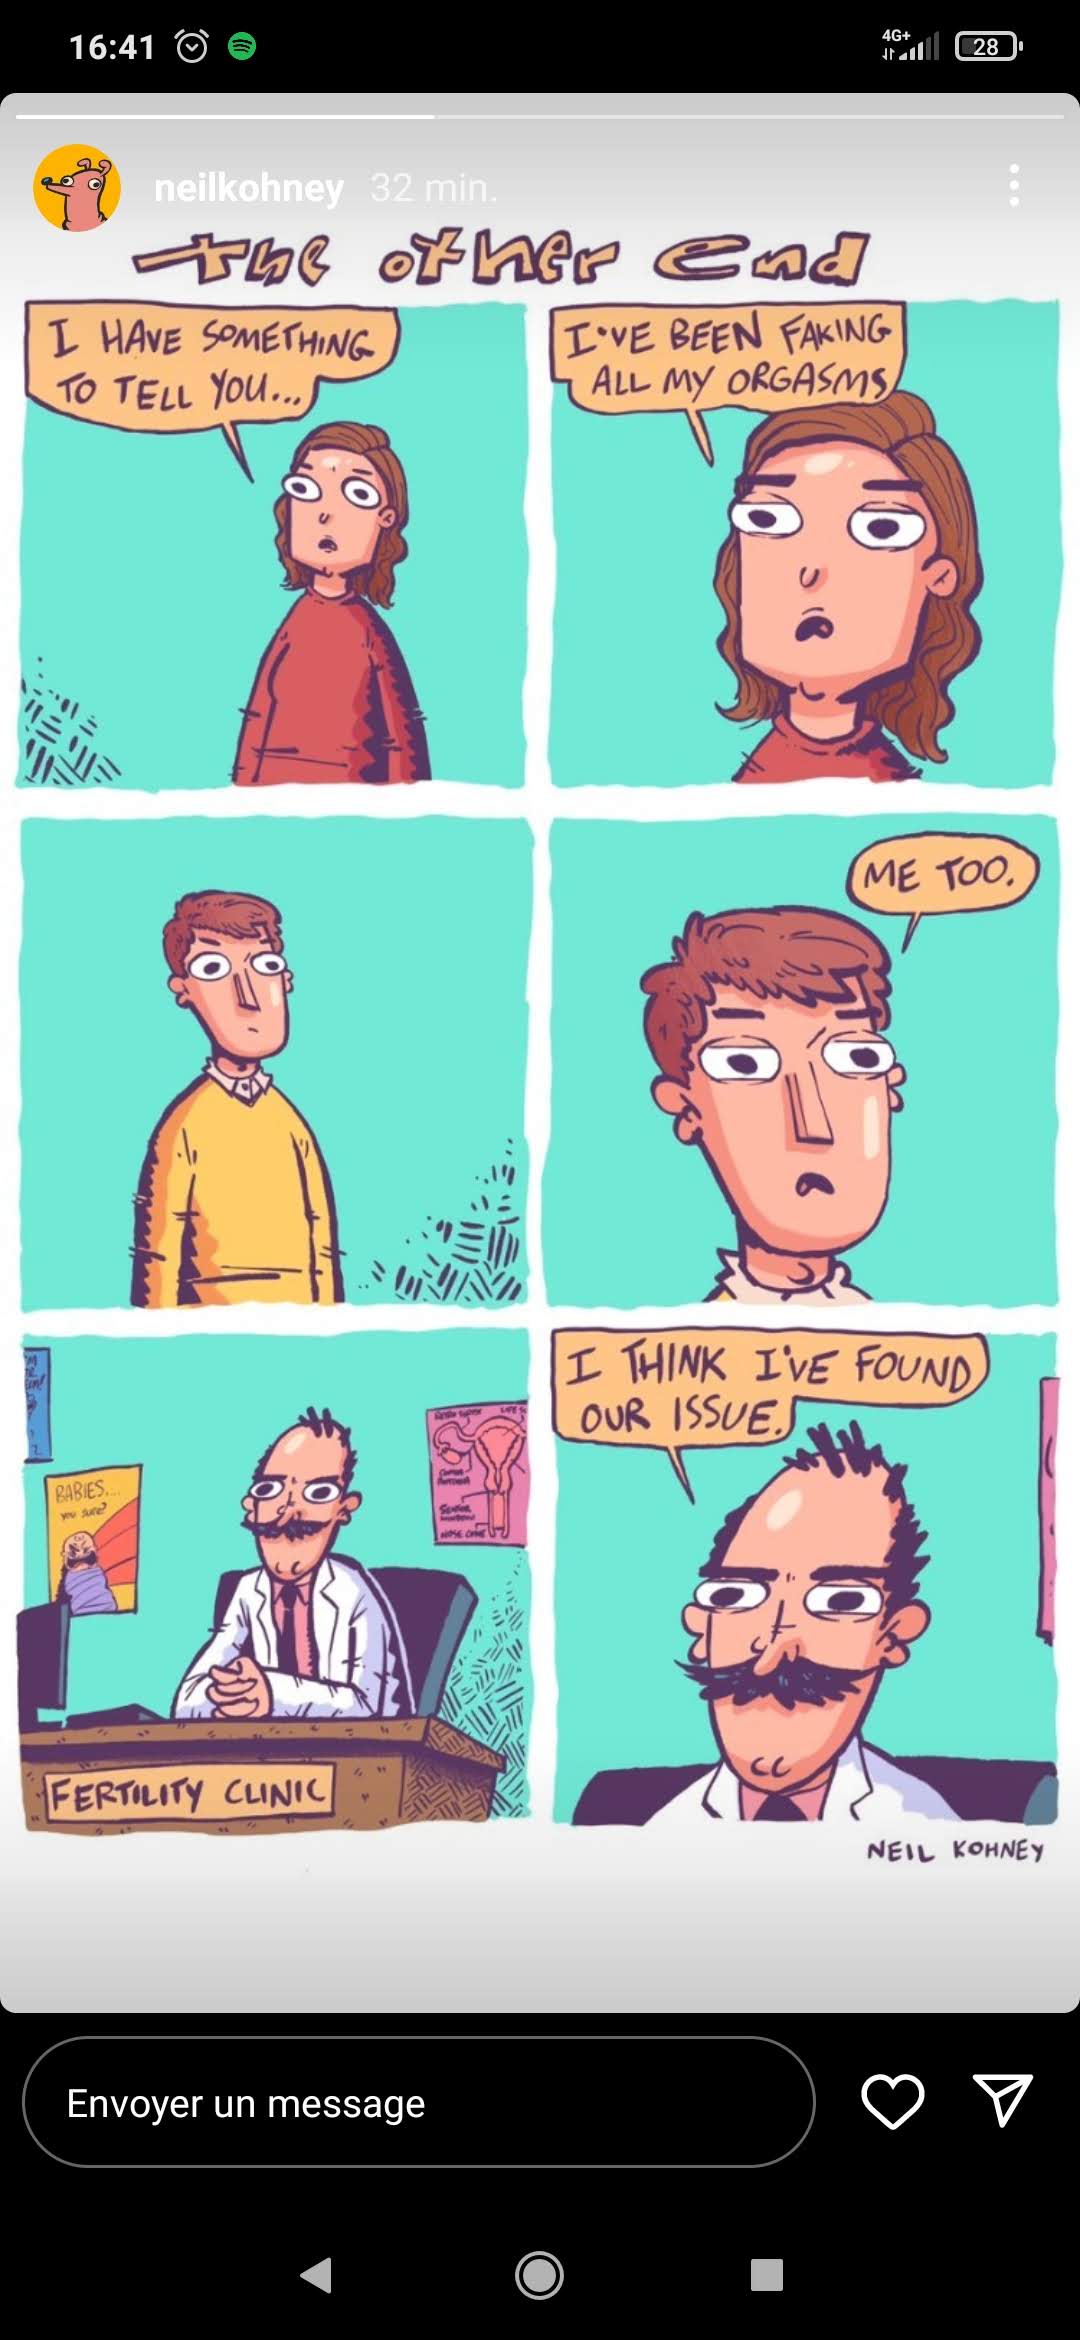 16:41
4G+
28
neilkohney 32 min.
the other end
I HAVE SOMETHING
TO TELL YOU...
I'VE BEEN FAKING
ALL MY ORGASMS
ME TOO.
BABIES...
YOU SURE?
FERTILITY CLINIC
I THINK I'VE FOUND
OUR ISSUE.
NEIL KOHNEY
Envoyer un message